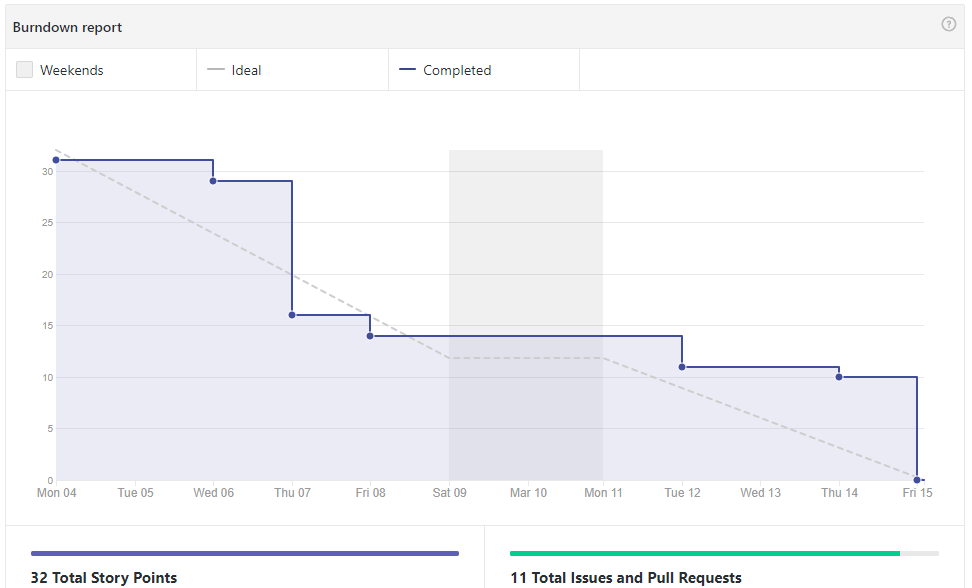 Burndown report
?
Weekends
Ideal
Completed
30
25
20
15
10
5
0
Mon 04 Tue 05 Wed 06 Thu 07 Fri 08 Sat 09 Mar 10 Mon 11 Tue 12 Wed 13 Thu 14 Fri 15
32 Total Story Points
11 Total Issues and Pull Requests